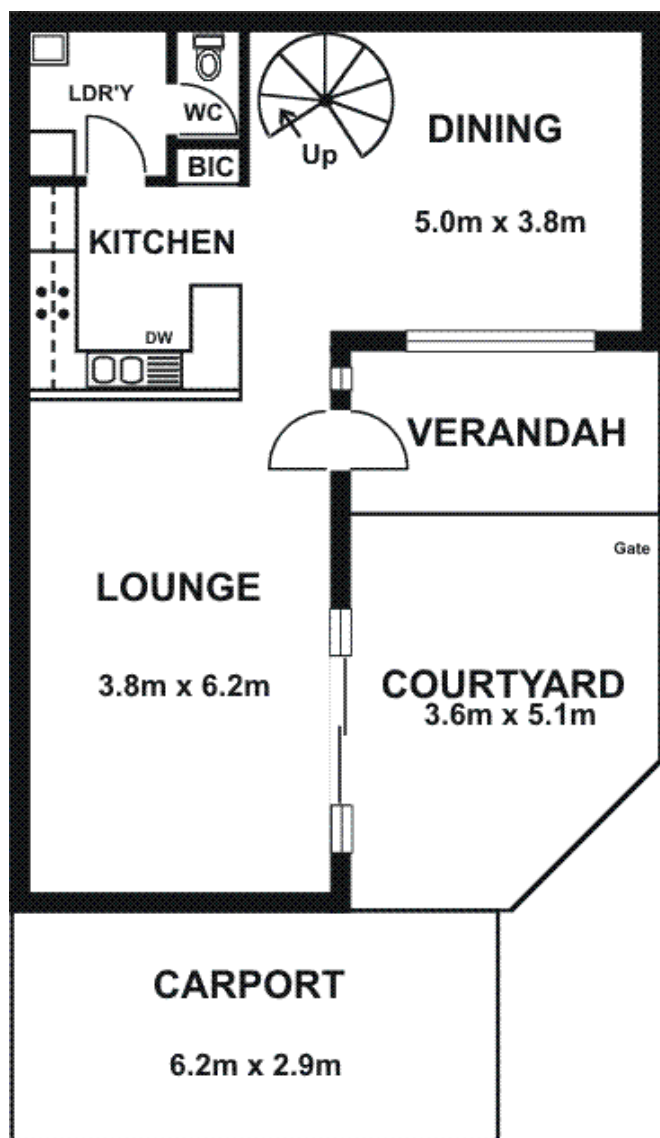 LDR'Y
WC
BIC
Up
DINING
5.0m x 3.8m
KITCHEN
DW
VERANDAH
Gate
LOUNGE
3.8m x 6.2m
COURTYARD
3.6m x 5.1m
CARPORT
6.2m x 2.9m